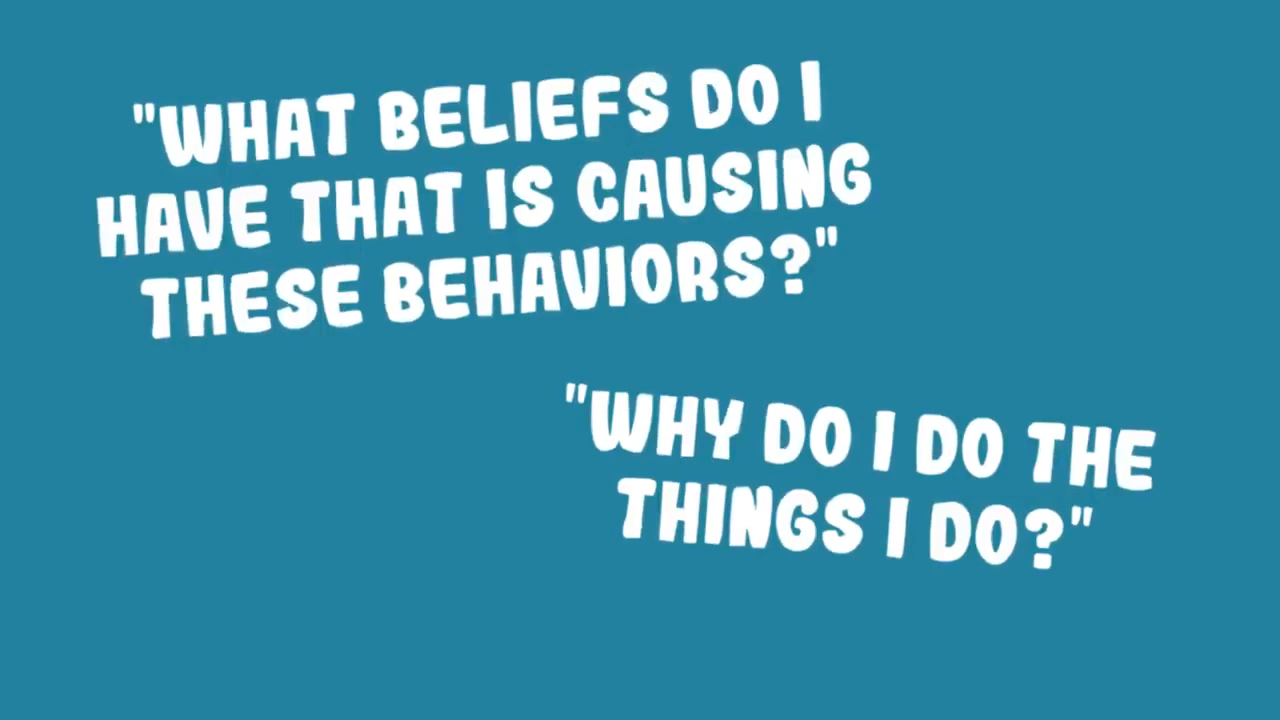 "WHAT BELIEFS DO I
HAVE THAT IS CAUSING
THESE BEHAVIORS?"
"WHY DO I DO THE
THINGS I DO?"